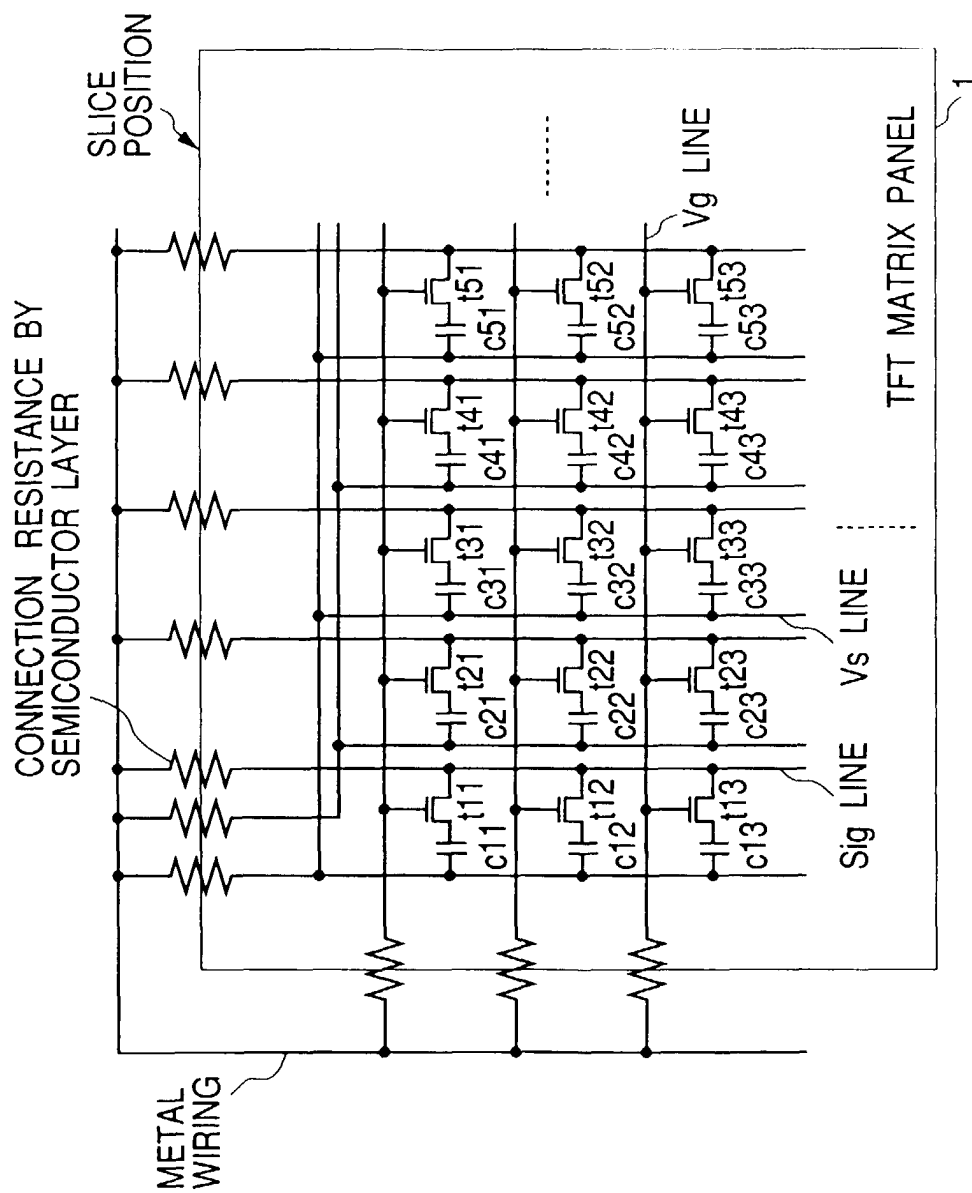 CONNECTION RESISTANCE BY
SEMICONDUCTOR LAYER
SLICE
POSITION
METAL
WIRING
c11 t11
c21 t21
c31 t31
c41 t41
c51 t51
c12 t12
c22 t22
c32 t32
c42 t42
c52 t52
c13 t13
c23 t23
c33 t33
c43 t43
c53 t53
Vg LINE
Sig LINE
Vs LINE
TFT MATRIX PANEL
1